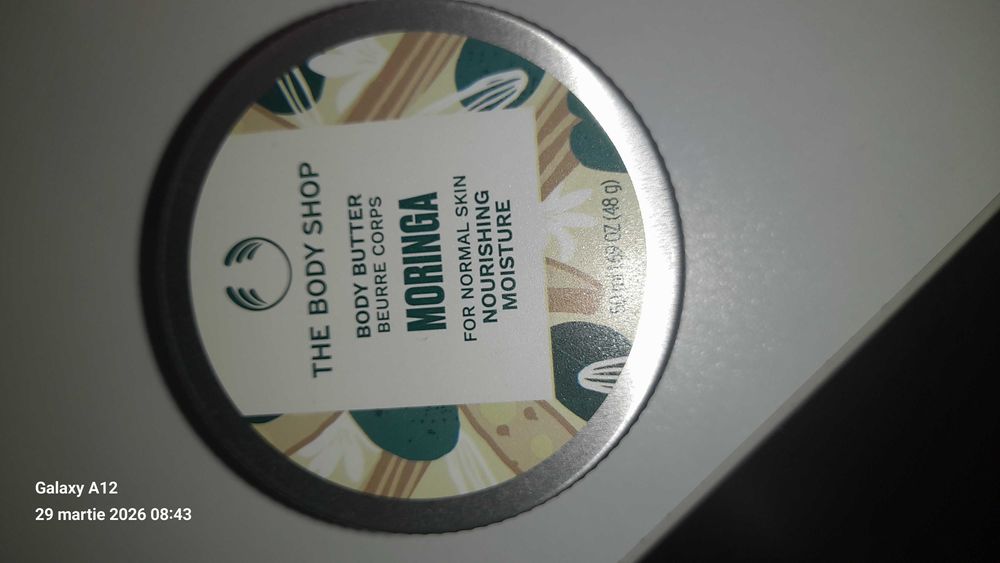 THE BODY SHOP
BODY BUTTER
BEURRE CORPS
MORINGA
FOR NORMAL SKIN
NOURISHING
MOISTURE
50 ml | 1.69 OZ (48 g)
Galaxy A12
29 martie 2026 08:43